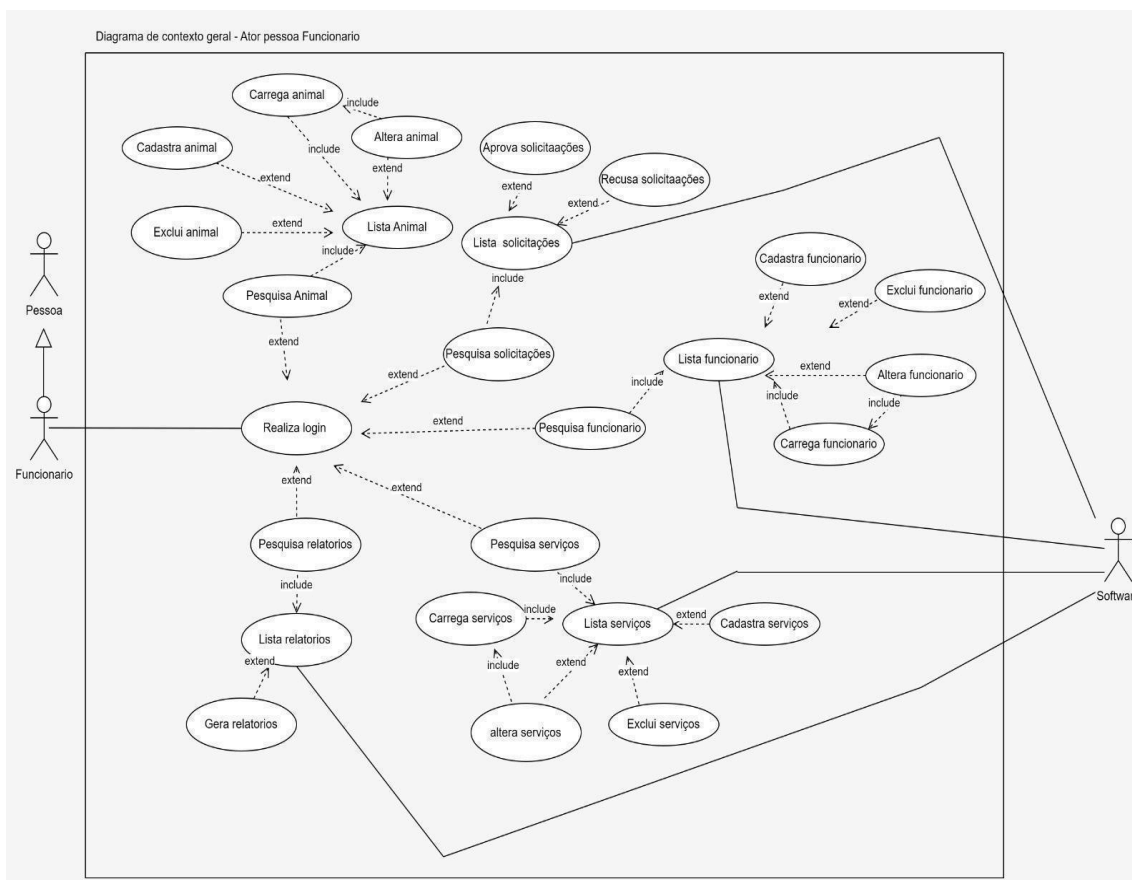 Diagrama de contexto geral - Ator pessoa Funcionario
Carrega animal
include
Altera animal
Cadastra animal
include
extend
extend
Aprova solicitaações
extend
Recusa solicitaações
extend
Exclui animal
extend
Lista Animal
include
Lista solicitações
include
Pesquisa Animal
extend
Pessoa
Cadastra funcionario
extend
Exclui funcionario
extend
Pesquisa solicitações
extend
Lista funcionario
extend
Altera funcionario
include
include
include
Carrega funcionario
Realiza login
extend
Pesquisa funcionario
Funcionario
extend
extend
Pesquisa relatorios
Pesquisa serviços
include
include
Software
Carrega serviços
include
Lista serviços
extend
Cadastra serviços
Lista relatorios
extend
include
extend
extend
Gera relatorios
altera serviços
Exclui serviços